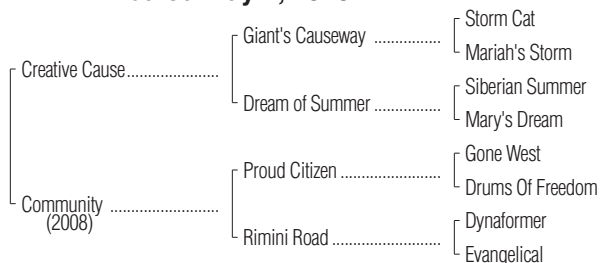 Storm Cat
Giant's Causeway ................
Mariah's Storm
Creative Cause.......................
Siberian Summer
Dream of Summer ................
Mary's Dream
Gone West
Proud Citizen ........................
Drums Of Freedom
Community ...........................
(2008)
Dynaformer
Rimini Road ...........................
Evangelical